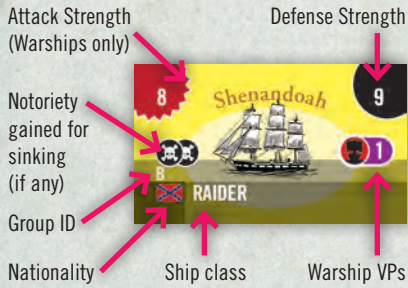 Attack Strength
(Warships only)
Defense Strength
8
Shenandoah
9
Notoriety
gained for
sinking
(if any)
1
B
RAIDER
Group ID
Nationality
Ship class
Warship VPs